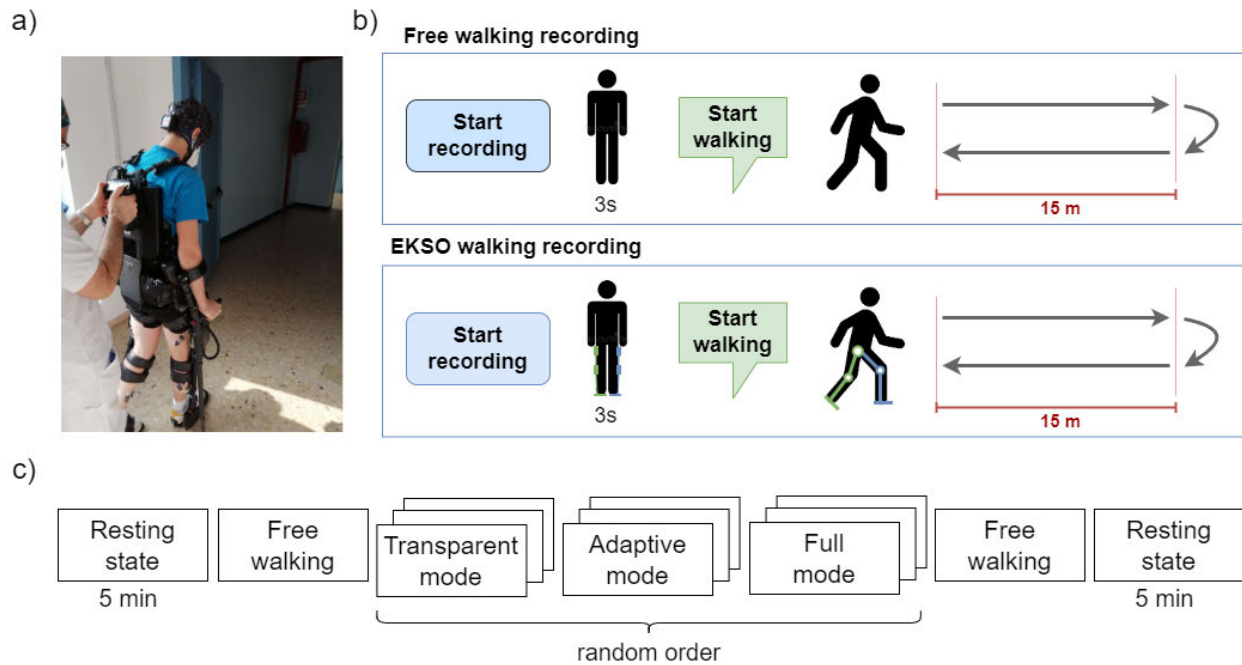 a)
b)
Free walking recording
Start
recording
3s
Start
walking
15 m
EKSO walking recording
Start
recording
3s
Start
walking
15 m
c)
Resting
state
5 min
Free
walking
Transparent
mode
Adaptive
mode
Full
mode
random order
Free
walking
Resting
state
5 min